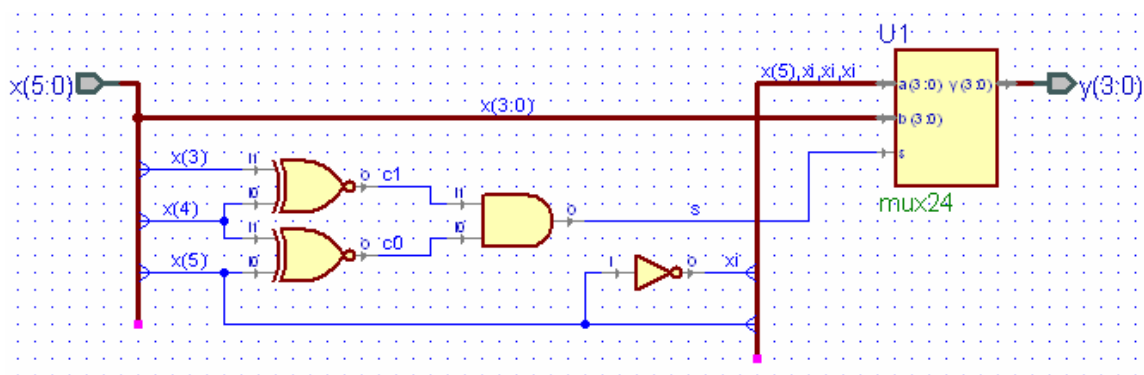 U1
x(5:0)
x(5),xi,xi,xi
a(3:0) y(3:0)
y(3:0)
x(3:0)
b(3:0)
x(3)
I1
O
c1
s
I0
I1
x(4)
O
s
I1
I0
mux24
O
c0
x(5)
I0
I
O
xi